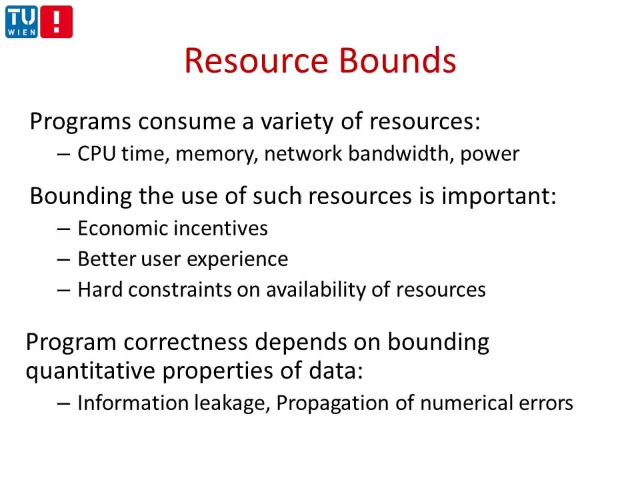 TU
WIEN
!
Resource Bounds
Programs consume a variety of resources:
– CPU time, memory, network bandwidth, power
Bounding the use of such resources is important:
– Economic incentives
– Better user experience
– Hard constraints on availability of resources
Program correctness depends on bounding
quantitative properties of data:
– Information leakage, Propagation of numerical errors